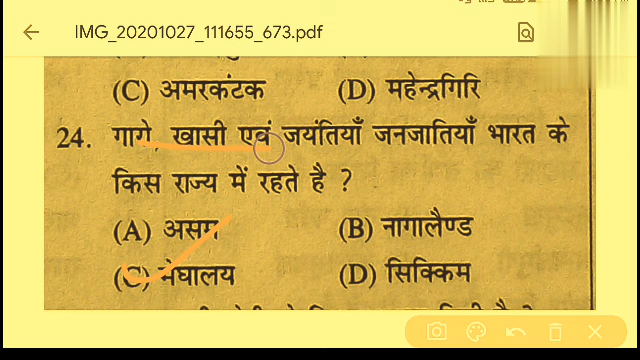 IMG_20201027_111655_673.pdf
(C) अमरकंटक (D) महेन्द्रगिरि
24. गारो, खासी एवं जयंतियाँ जनजातियाँ भारत के
किस राज्य में रहते है ?
(A) असम (B) नागालैण्ड
(C) मेघालय (D) सिक्किम